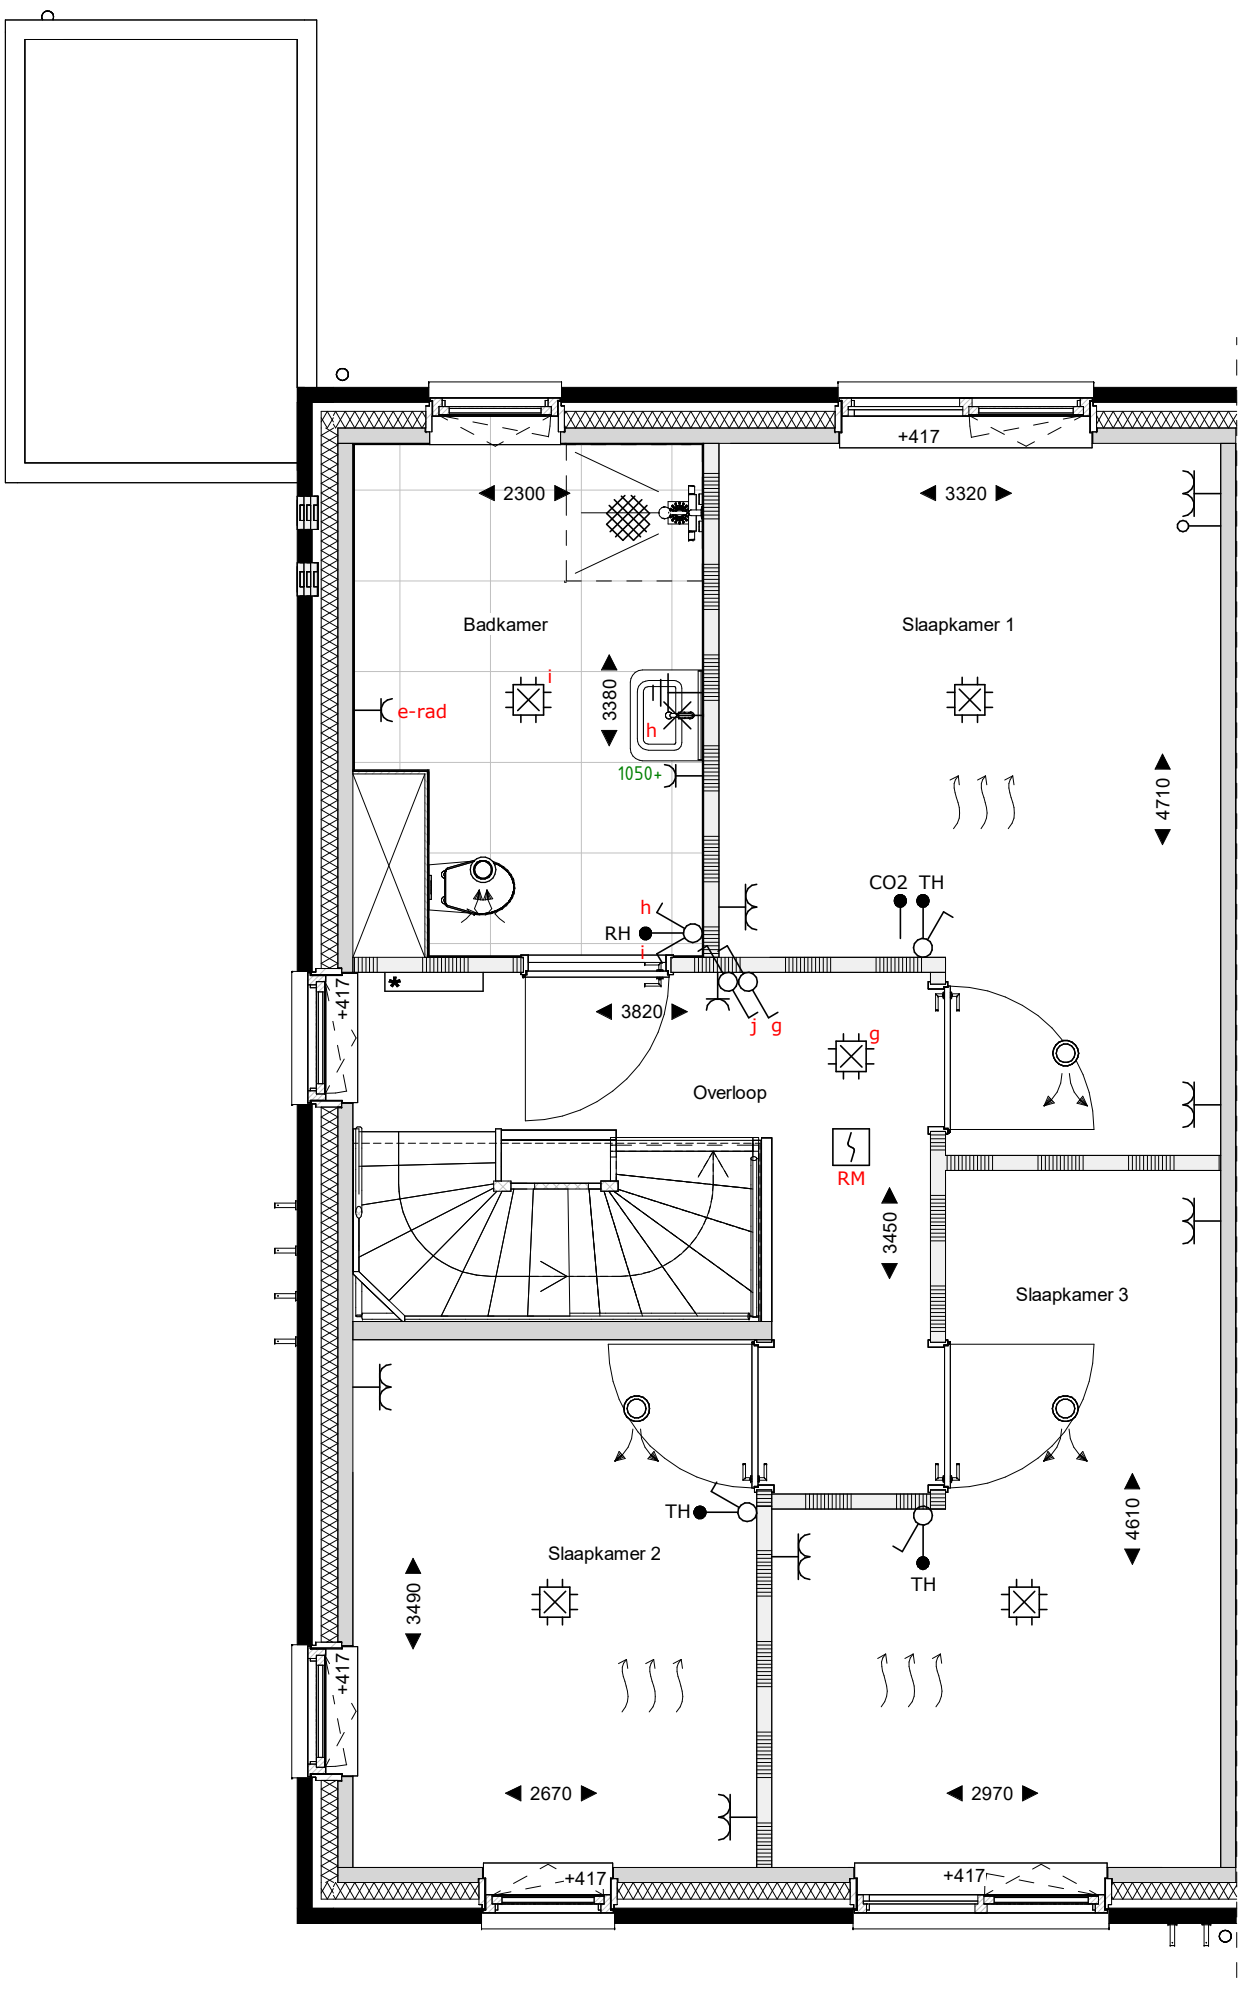 +417
2300
3320
Badkamer
Slaapkamer 1
i
3380
e-rad
h
1050+
4710
CO2 TH
h
RH
i
*
+417
3820
j g
g
Overloop
RM
3450
Slaapkamer 3
TH
Slaapkamer 2
4610
3490
TH
+417
2670
2970
+417
+417